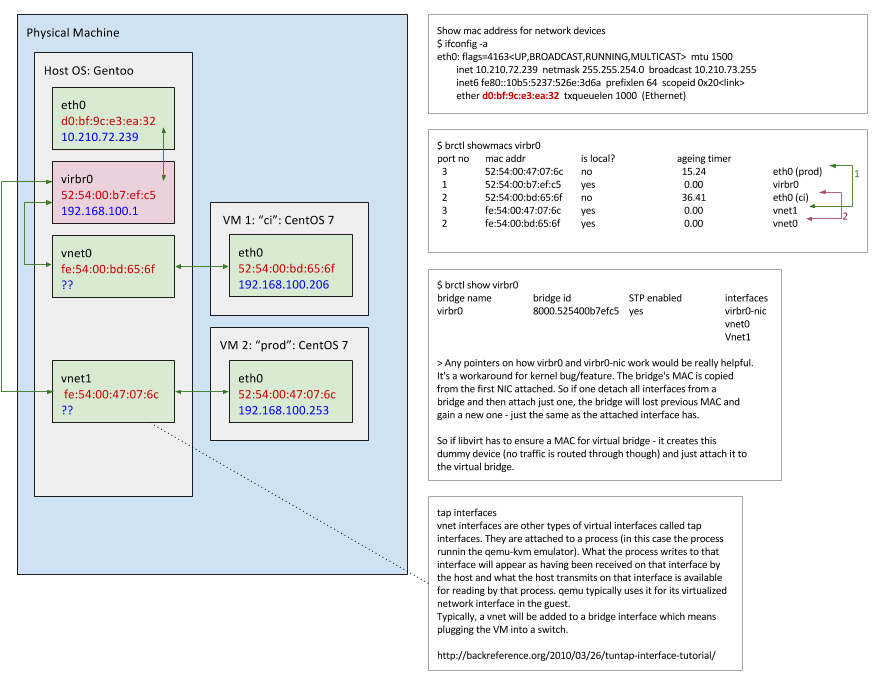 Physical Machine
Host OS: Gentoo
eth0
d0:bf:9c:e3:ea:32
10.210.72.239
virbr0
52:54:00:b7:ef:c5
192.168.100.1
vnet0
fe:54:00:bd:65:6f
??
vnet1
fe:54:00:47:07:6c
??
VM 1: “ci”: CentOS 7
eth0
52:54:00:bd:65:6f
192.168.100.206
VM 2: “prod”: CentOS 7
eth0
52:54:00:47:07:6c
192.168.100.253
Show mac address for network devices
$ ifconfig -a
eth0: flags=4163<UP,BROADCAST,RUNNING,MULTICAST> mtu 1500
inet 10.210.72.239 netmask 255.255.254.0 broadcast 10.210.73.255
inet6 fe80::10b5:5237:526e:3d6a prefixlen 64 scopeid 0x20<link>
ether d0:bf:9c:e3:ea:32 txqueuelen 1000 (Ethernet)
$ brctl showmacs virbr0
port no mac addr is local? ageing timer
3 52:54:00:47:07:6c no 15.24 eth0 (prod)
1 52:54:00:b7:ef:c5 yes 0.00 virbr0
2 52:54:00:bd:65:6f no 36.41 eth0 (ci)
3 fe:54:00:47:07:6c yes 0.00 vnet1
2 fe:54:00:bd:65:6f yes 0.00 vnet0
1
2
$ brctl show virbr0
bridge name bridge id STP enabled interfaces
virbr0 8000.525400b7efc5 yes virbr0-nic
vnet0
Vnet1
> Any pointers on how virbr0 and virbr0-nic work would be really helpful.
It's a workaround for kernel bug/feature. The bridge's MAC is copied
from the first NIC attached. So if one detach all interfaces from a
bridge and then attach just one, the bridge will lost previous MAC and
gain a new one - just the same as the attached interface has.
So if libvirt has to ensure a MAC for virtual bridge - it creates this
dummy device (no traffic is routed through though) and just attach it to
the virtual bridge.
tap interfaces
vnet interfaces are other types of virtual interfaces called tap
interfaces. They are attached to a process (in this case the process
runnin the qemu-kvm emulator). What the process writes to that
interface will appear as having been received on that interface by
the host and what the host transmits on that interface is available
for reading by that process. qemu typically uses it for its virtualized
network interface in the guest.
Typically, a vnet will be added to a bridge interface which means
plugging the VM into a switch.
http://backreference.org/2010/03/26/tuntap-interface-tutorial/